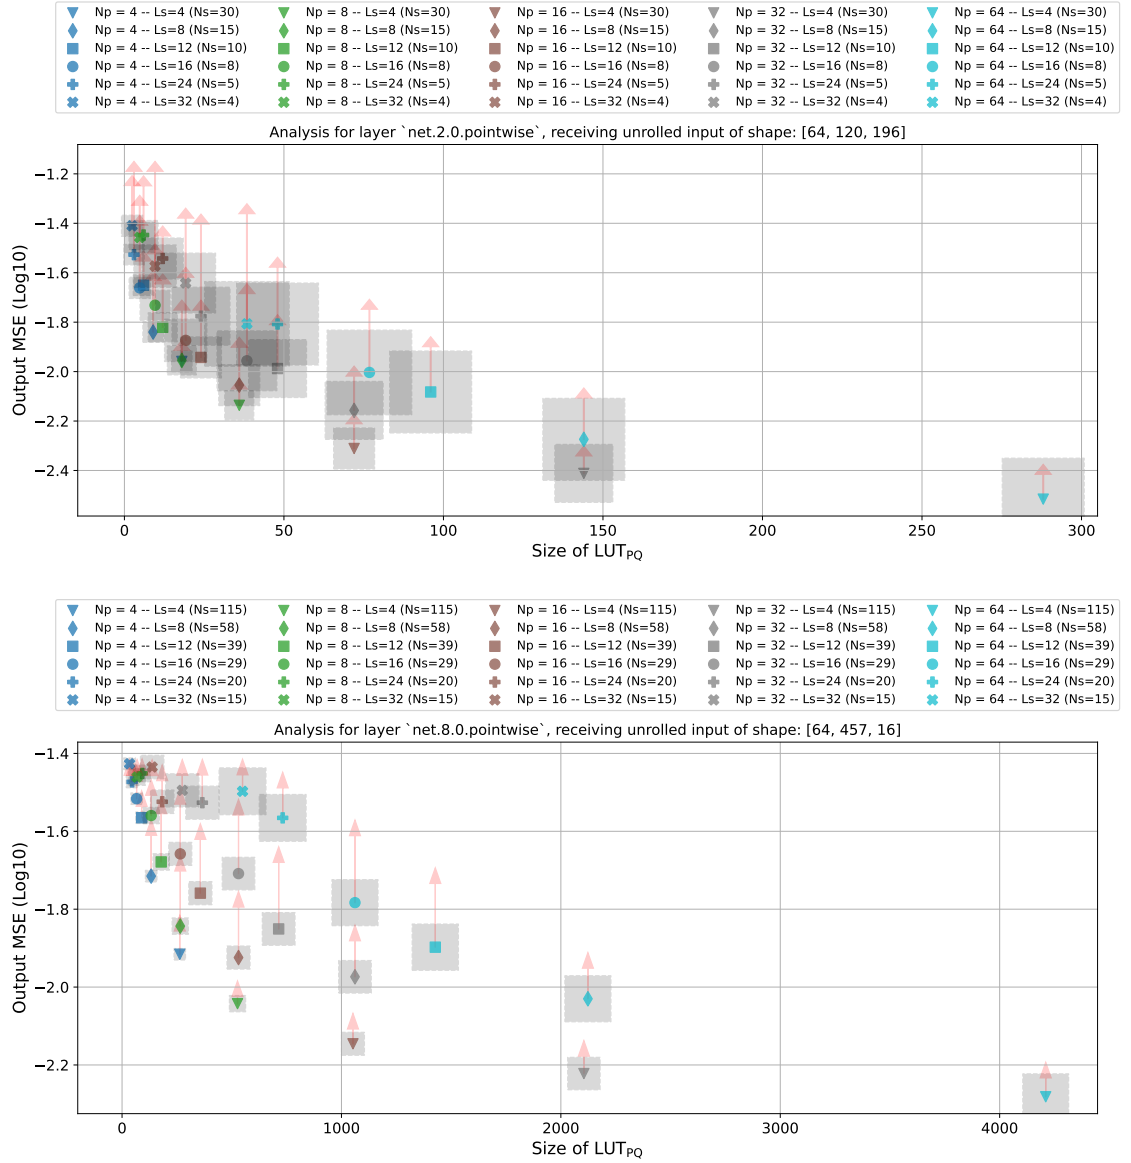 Np = 4 -- Ls=4 (Ns=30) Np = 8 -- Ls=4 (Ns=30) Np = 16 -- Ls=4 (Ns=30) Np = 32 -- Ls=4 (Ns=30) Np = 64 -- Ls=4 (Ns=30)
Np = 4 -- Ls=8 (Ns=15) Np = 8 -- Ls=8 (Ns=15) Np = 16 -- Ls=8 (Ns=15) Np = 32 -- Ls=8 (Ns=15) Np = 64 -- Ls=8 (Ns=15)
Np = 4 -- Ls=12 (Ns=10) Np = 8 -- Ls=12 (Ns=10) Np = 16 -- Ls=12 (Ns=10) Np = 32 -- Ls=12 (Ns=10) Np = 64 -- Ls=12 (Ns=10)
Np = 4 -- Ls=16 (Ns=8) Np = 8 -- Ls=16 (Ns=8) Np = 16 -- Ls=16 (Ns=8) Np = 32 -- Ls=16 (Ns=8) Np = 64 -- Ls=16 (Ns=8)
Np = 4 -- Ls=24 (Ns=5) Np = 8 -- Ls=24 (Ns=5) Np = 16 -- Ls=24 (Ns=5) Np = 32 -- Ls=24 (Ns=5) Np = 64 -- Ls=24 (Ns=5)
Np = 4 -- Ls=32 (Ns=4) Np = 8 -- Ls=32 (Ns=4) Np = 16 -- Ls=32 (Ns=4) Np = 32 -- Ls=32 (Ns=4) Np = 64 -- Ls=32 (Ns=4)
Analysis for layer `net.2.0.pointwise`, receiving unrolled input of shape: [64, 120, 196]
Output MSE (Log10)
−1.2
−1.4
−1.6
−1.8
−2.0
−2.2
−2.4
0 50 100 150 200 250 300
Size of LUT_PQ
Np = 4 -- Ls=4 (Ns=115) Np = 8 -- Ls=4 (Ns=115) Np = 16 -- Ls=4 (Ns=115) Np = 32 -- Ls=4 (Ns=115) Np = 64 -- Ls=4 (Ns=115)
Np = 4 -- Ls=8 (Ns=58) Np = 8 -- Ls=8 (Ns=58) Np = 16 -- Ls=8 (Ns=58) Np = 32 -- Ls=8 (Ns=58) Np = 64 -- Ls=8 (Ns=58)
Np = 4 -- Ls=12 (Ns=39) Np = 8 -- Ls=12 (Ns=39) Np = 16 -- Ls=12 (Ns=39) Np = 32 -- Ls=12 (Ns=39) Np = 64 -- Ls=12 (Ns=39)
Np = 4 -- Ls=16 (Ns=29) Np = 8 -- Ls=16 (Ns=29) Np = 16 -- Ls=16 (Ns=29) Np = 32 -- Ls=16 (Ns=29) Np = 64 -- Ls=16 (Ns=29)
Np = 4 -- Ls=24 (Ns=20) Np = 8 -- Ls=24 (Ns=20) Np = 16 -- Ls=24 (Ns=20) Np = 32 -- Ls=24 (Ns=20) Np = 64 -- Ls=24 (Ns=20)
Np = 4 -- Ls=32 (Ns=15) Np = 8 -- Ls=32 (Ns=15) Np = 16 -- Ls=32 (Ns=15) Np = 32 -- Ls=32 (Ns=15) Np = 64 -- Ls=32 (Ns=15)
Analysis for layer `net.8.0.pointwise`, receiving unrolled input of shape: [64, 457, 16]
Output MSE (Log10)
−1.4
−1.6
−1.8
−2.0
−2.2
0 1000 2000 3000 4000
Size of LUT_PQ